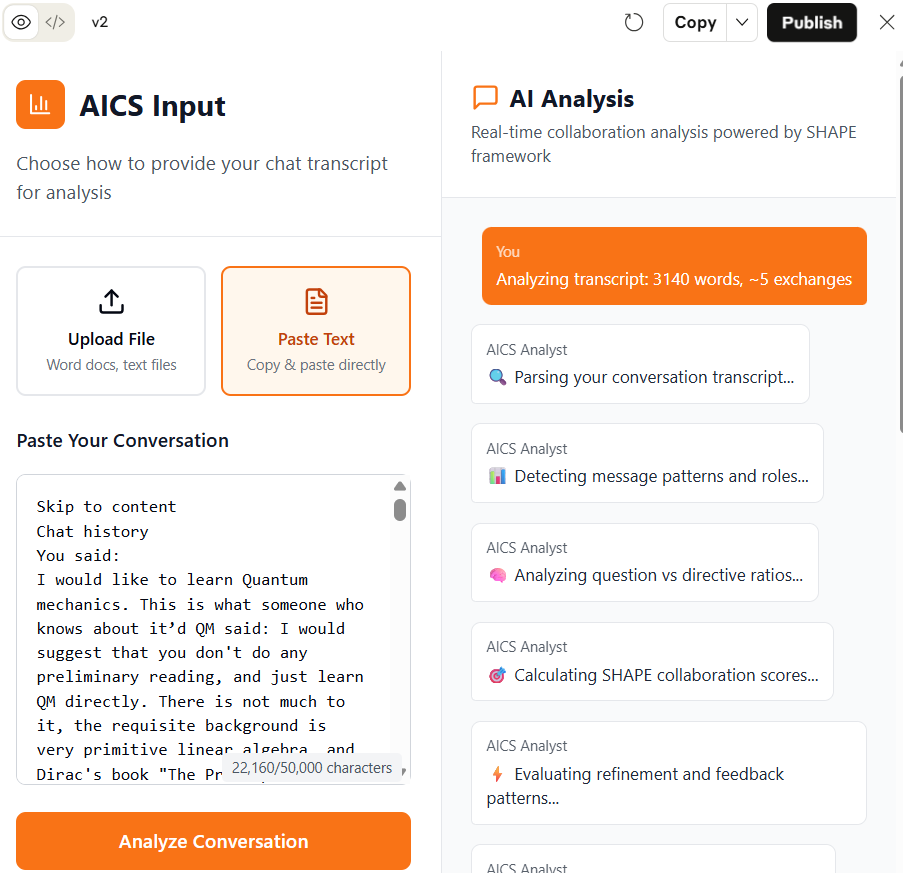 </>
v2
Copy
Publish
AICS Input
Choose how to provide your chat transcript
for analysis
Upload File
Word docs, text files
Paste Text
Copy & paste directly
Paste Your Conversation
Skip to content
Chat history
You said:
I would like to learn Quantum
mechanics. This is what someone who
knows about it’d QM said: I would
suggest that you don't do any
preliminary reading, and just learn
QM directly. There is not much to
it, the requisite background is
very primitive linear algebra, and
Dirac's book "The Pr
22,160/50,000 characters
Analyze Conversation
AI Analysis
Real-time collaboration analysis powered by SHAPE
framework
You
Analyzing transcript: 3140 words, ~5 exchanges
AICS Analyst
🔍 Parsing your conversation transcript...
AICS Analyst
📊 Detecting message patterns and roles...
AICS Analyst
🧠 Analyzing question vs directive ratios...
AICS Analyst
🎯 Calculating SHAPE collaboration scores...
AICS Analyst
⚡ Evaluating refinement and feedback
patterns...
AICS Analyst